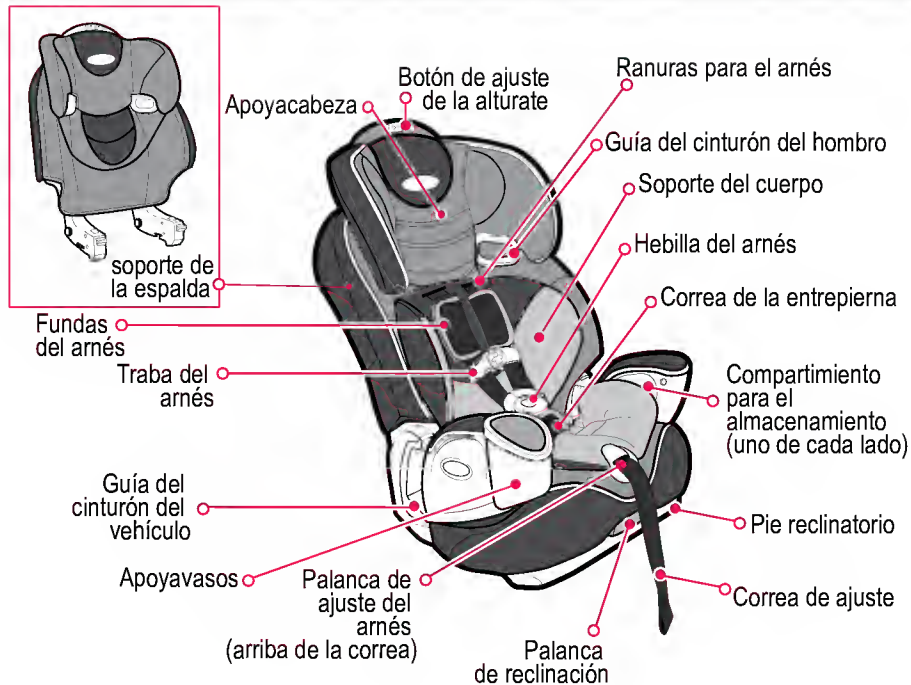 Ranuras para el arnés
Botón de ajuste
de la alturate
Apoyacabeza
Guía del cinturón del hombro
Soporte del cuerpo
Hebilla del arnés
soporte de
la espalda
Correa de la entrepierna
Fundas
del arnés
Traba del
arnés
Compartimiento
para el
almacenamiento
(uno de cada lado)
Guía del
cinturón del
vehículo
Pie reclinatorio
Apoyavasos
Palanca de
ajuste del
arnés
(arriba de la correa)
Correa de ajuste
Palanca
de reclinación